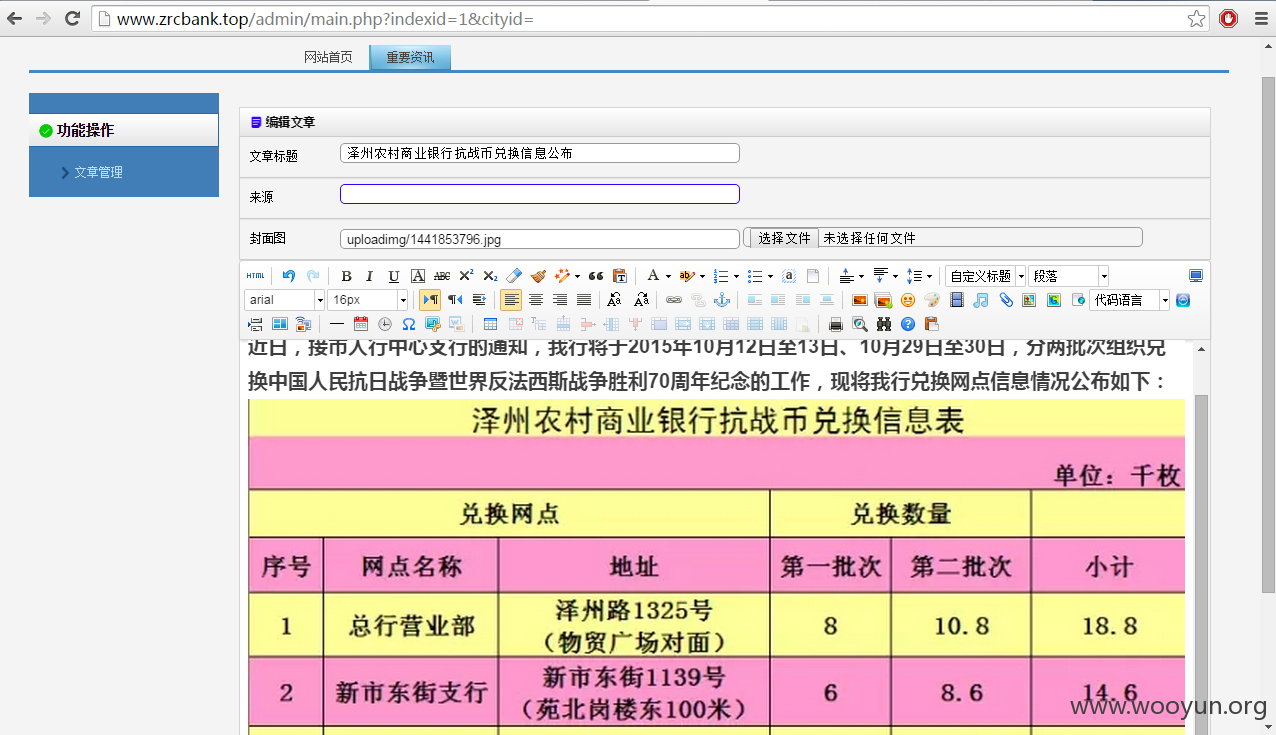 www.zrcbank.top/admin/main.php?indexid=1&cityid=
网站首页 重要资讯
功能操作
文章管理
编辑文章
文章标题 泽州农村商业银行抗战币兑换信息公布
来源
封面图 uploadimg/1441853796.jpg 选择文件 未选择任何文件
HTML B I U A ABC X² X₂ A ab a 自定义标题 段落
arial 16px 代码语言
近日，接市人行中心支行的通知，我行将于2015年10月12日至13日、10月29日至30日，分两批次组织兑
换中国人民抗日战争暨世界反法西斯战争胜利70周年纪念的工作，现将我行兑换网点信息情况公布如下：
泽州农村商业银行抗战币兑换信息表
单位：千枚
兑换网点 兑换数量
序号 网点名称 地址 第一批次 第二批次 小计
1 总行营业部 泽州路1325号 8 10.8 18.8
（物贸广场对面）
2 新市东街支行 新市东街1139号 6 8.6 14.6
（苑北岗楼东100米）
www.wooyun.org